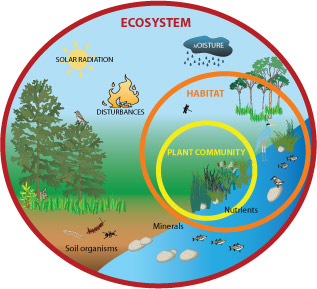 ECOSYSTEM
MOISTURE
SOLAR RADIATION
HABITAT
DISTURBANCES
PLANT COMMUNITY
Nutrients
Minerals
Soil organisms